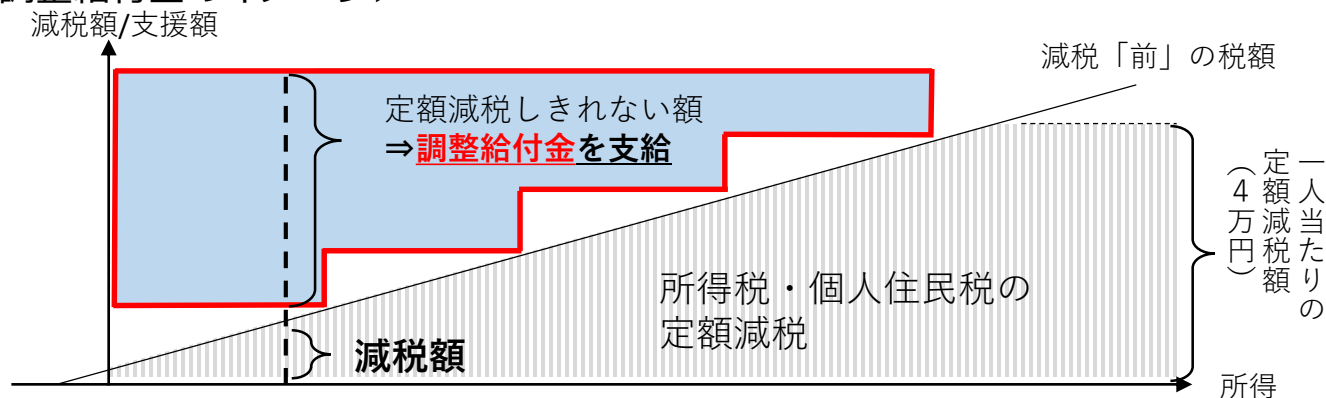 減税額/支援額
減税「前」の税額
定額減税しきれない額
⇒調整給付金を支給
一人当たりの
定額減税額
（4万円）
所得税・個人住民税の
定額減税
減税額
所得